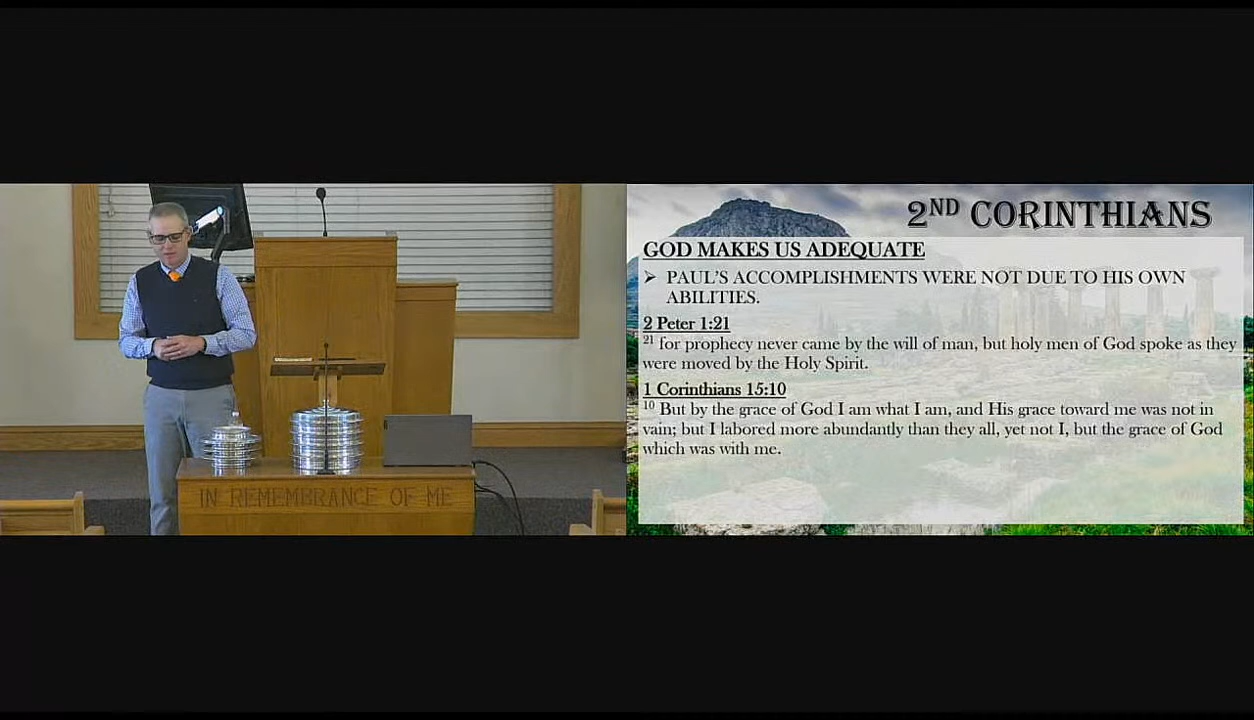 IN REMEMBRANCE OF ME
2ND CORINTHIANS
GOD MAKES US ADEQUATE
➢ PAUL'S ACCOMPLISHMENTS WERE NOT DUE TO HIS OWN
ABILITIES.
2 Peter 1:21
21 for prophecy never came by the will of man, but holy men of God spoke as they
were moved by the Holy Spirit.
1 Corinthians 15:10
10 But by the grace of God I am what I am, and His grace toward me was not in
vain; but I labored more abundantly than they all, yet not I, but the grace of God
which was with me.